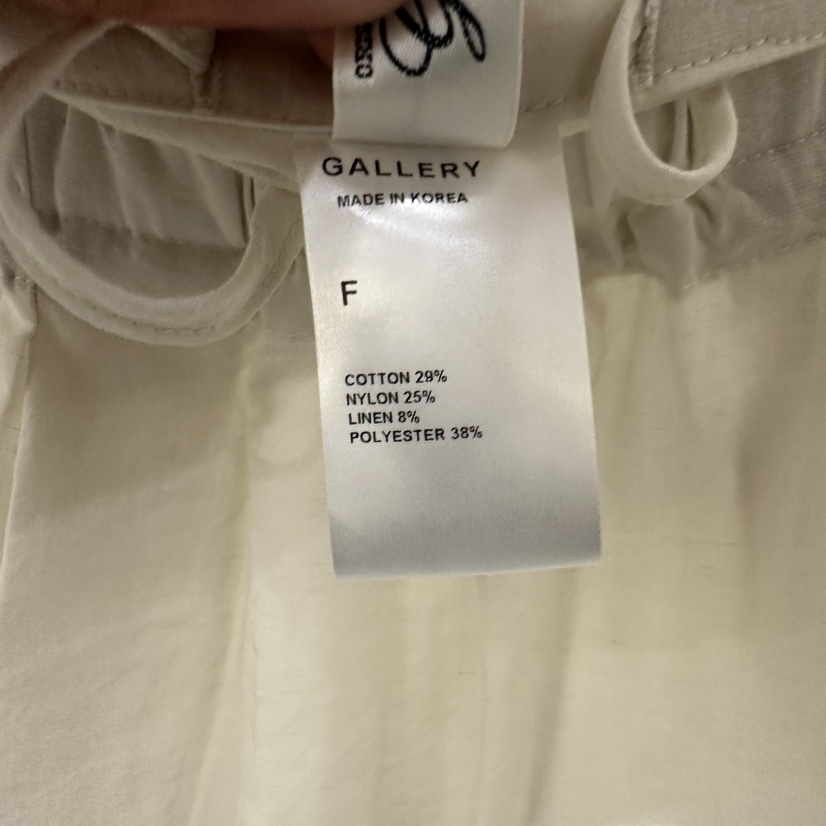 GALLERY
MADE IN KOREA
F
COTTON 29%
NYLON 25%
LINEN 8%
POLYESTER 38%